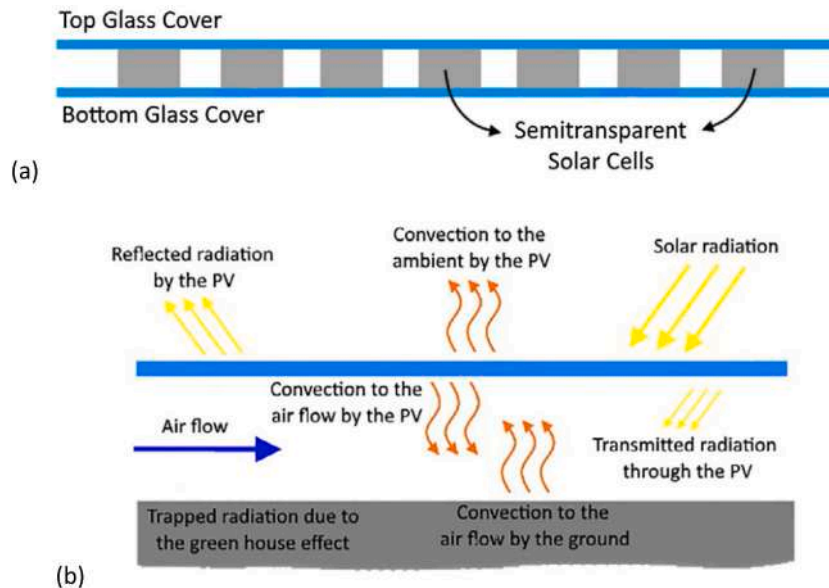 Top Glass Cover
Bottom Glass Cover
Semitransparent
Solar Cells
(a)
Reflected radiation
by the PV
Convection to the
ambient by the PV
Solar radiation
Convection to the
air flow by the PV
Air flow
Transmitted radiation
through the PV
Trapped radiation due to
the green house effect
Convection to the
air flow by the ground
(b)